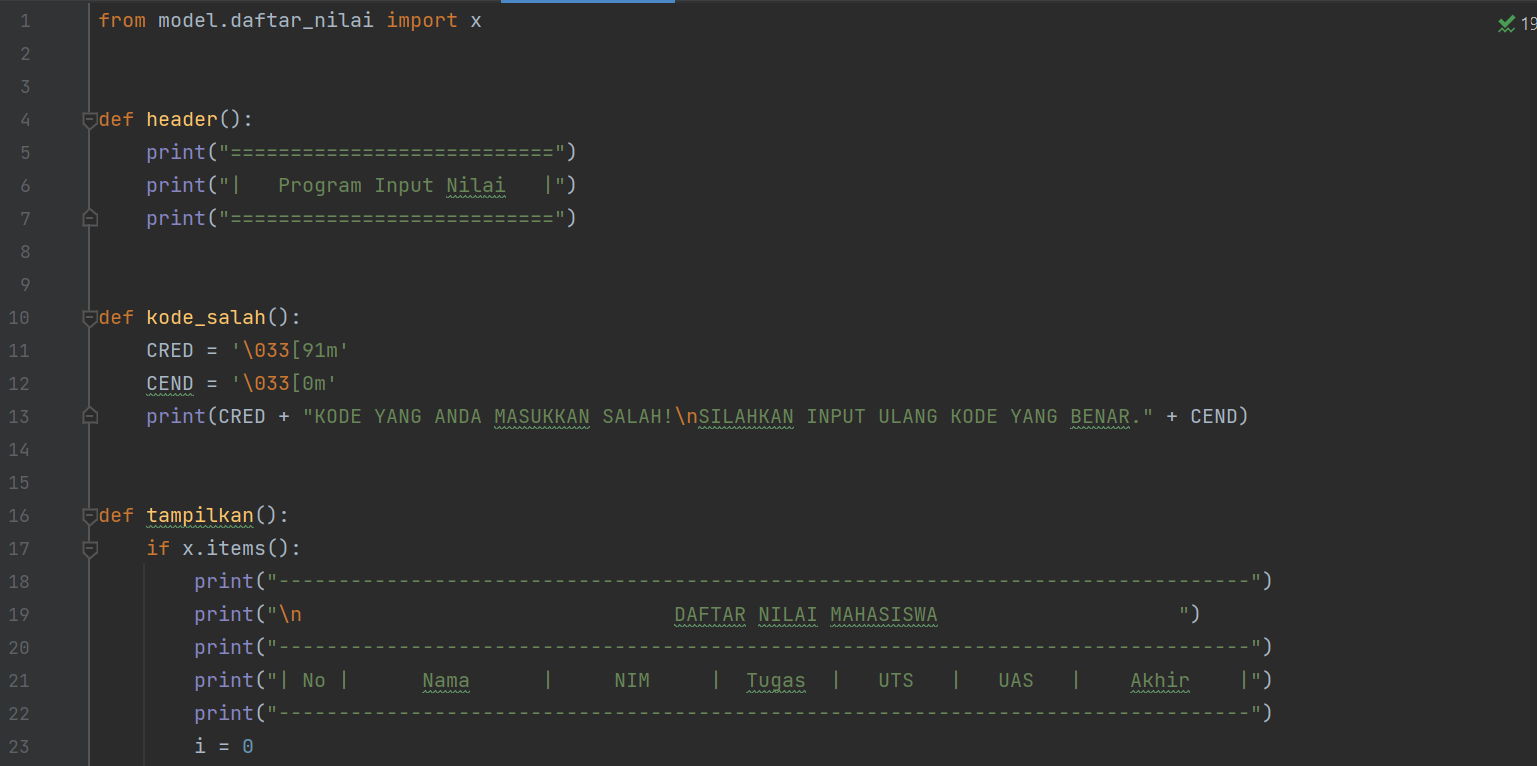 1 from model.daftar_nilai import x
19
2
3
4 def header():
5     print("===========================")
6     print("|   Program Input Nilai   |")
7     print("===========================")
8
9
10 def kode_salah():
11     CRED = '\033[91m'
12     CEND = '\033[0m'
13     print(CRED + "KODE YANG ANDA MASUKKAN SALAH!\nSILAHKAN INPUT ULANG KODE YANG BENAR." + CEND)
14
15
16 def tampilkan():
17     if x.items():
18         print("---------------------------------------------------------------------------------")
19         print("\n                               DAFTAR NILAI MAHASISWA                    ")
20         print("---------------------------------------------------------------------------------")
21         print("| No |      Nama      |     NIM     |  Tugas  |   UTS   |   UAS   |    Akhir    |")
22         print("---------------------------------------------------------------------------------")
23         i = 0